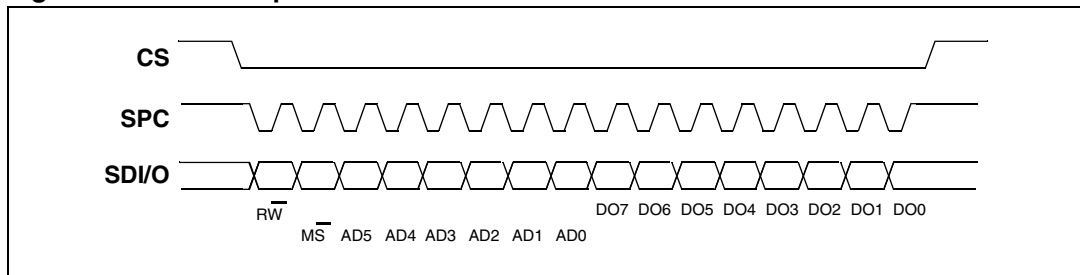 CS
SPC
SDI/O
RW̅
DO7 DO6 DO5 DO4 DO3 DO2 DO1 DO0
MS̅ AD5 AD4 AD3 AD2 AD1 AD0